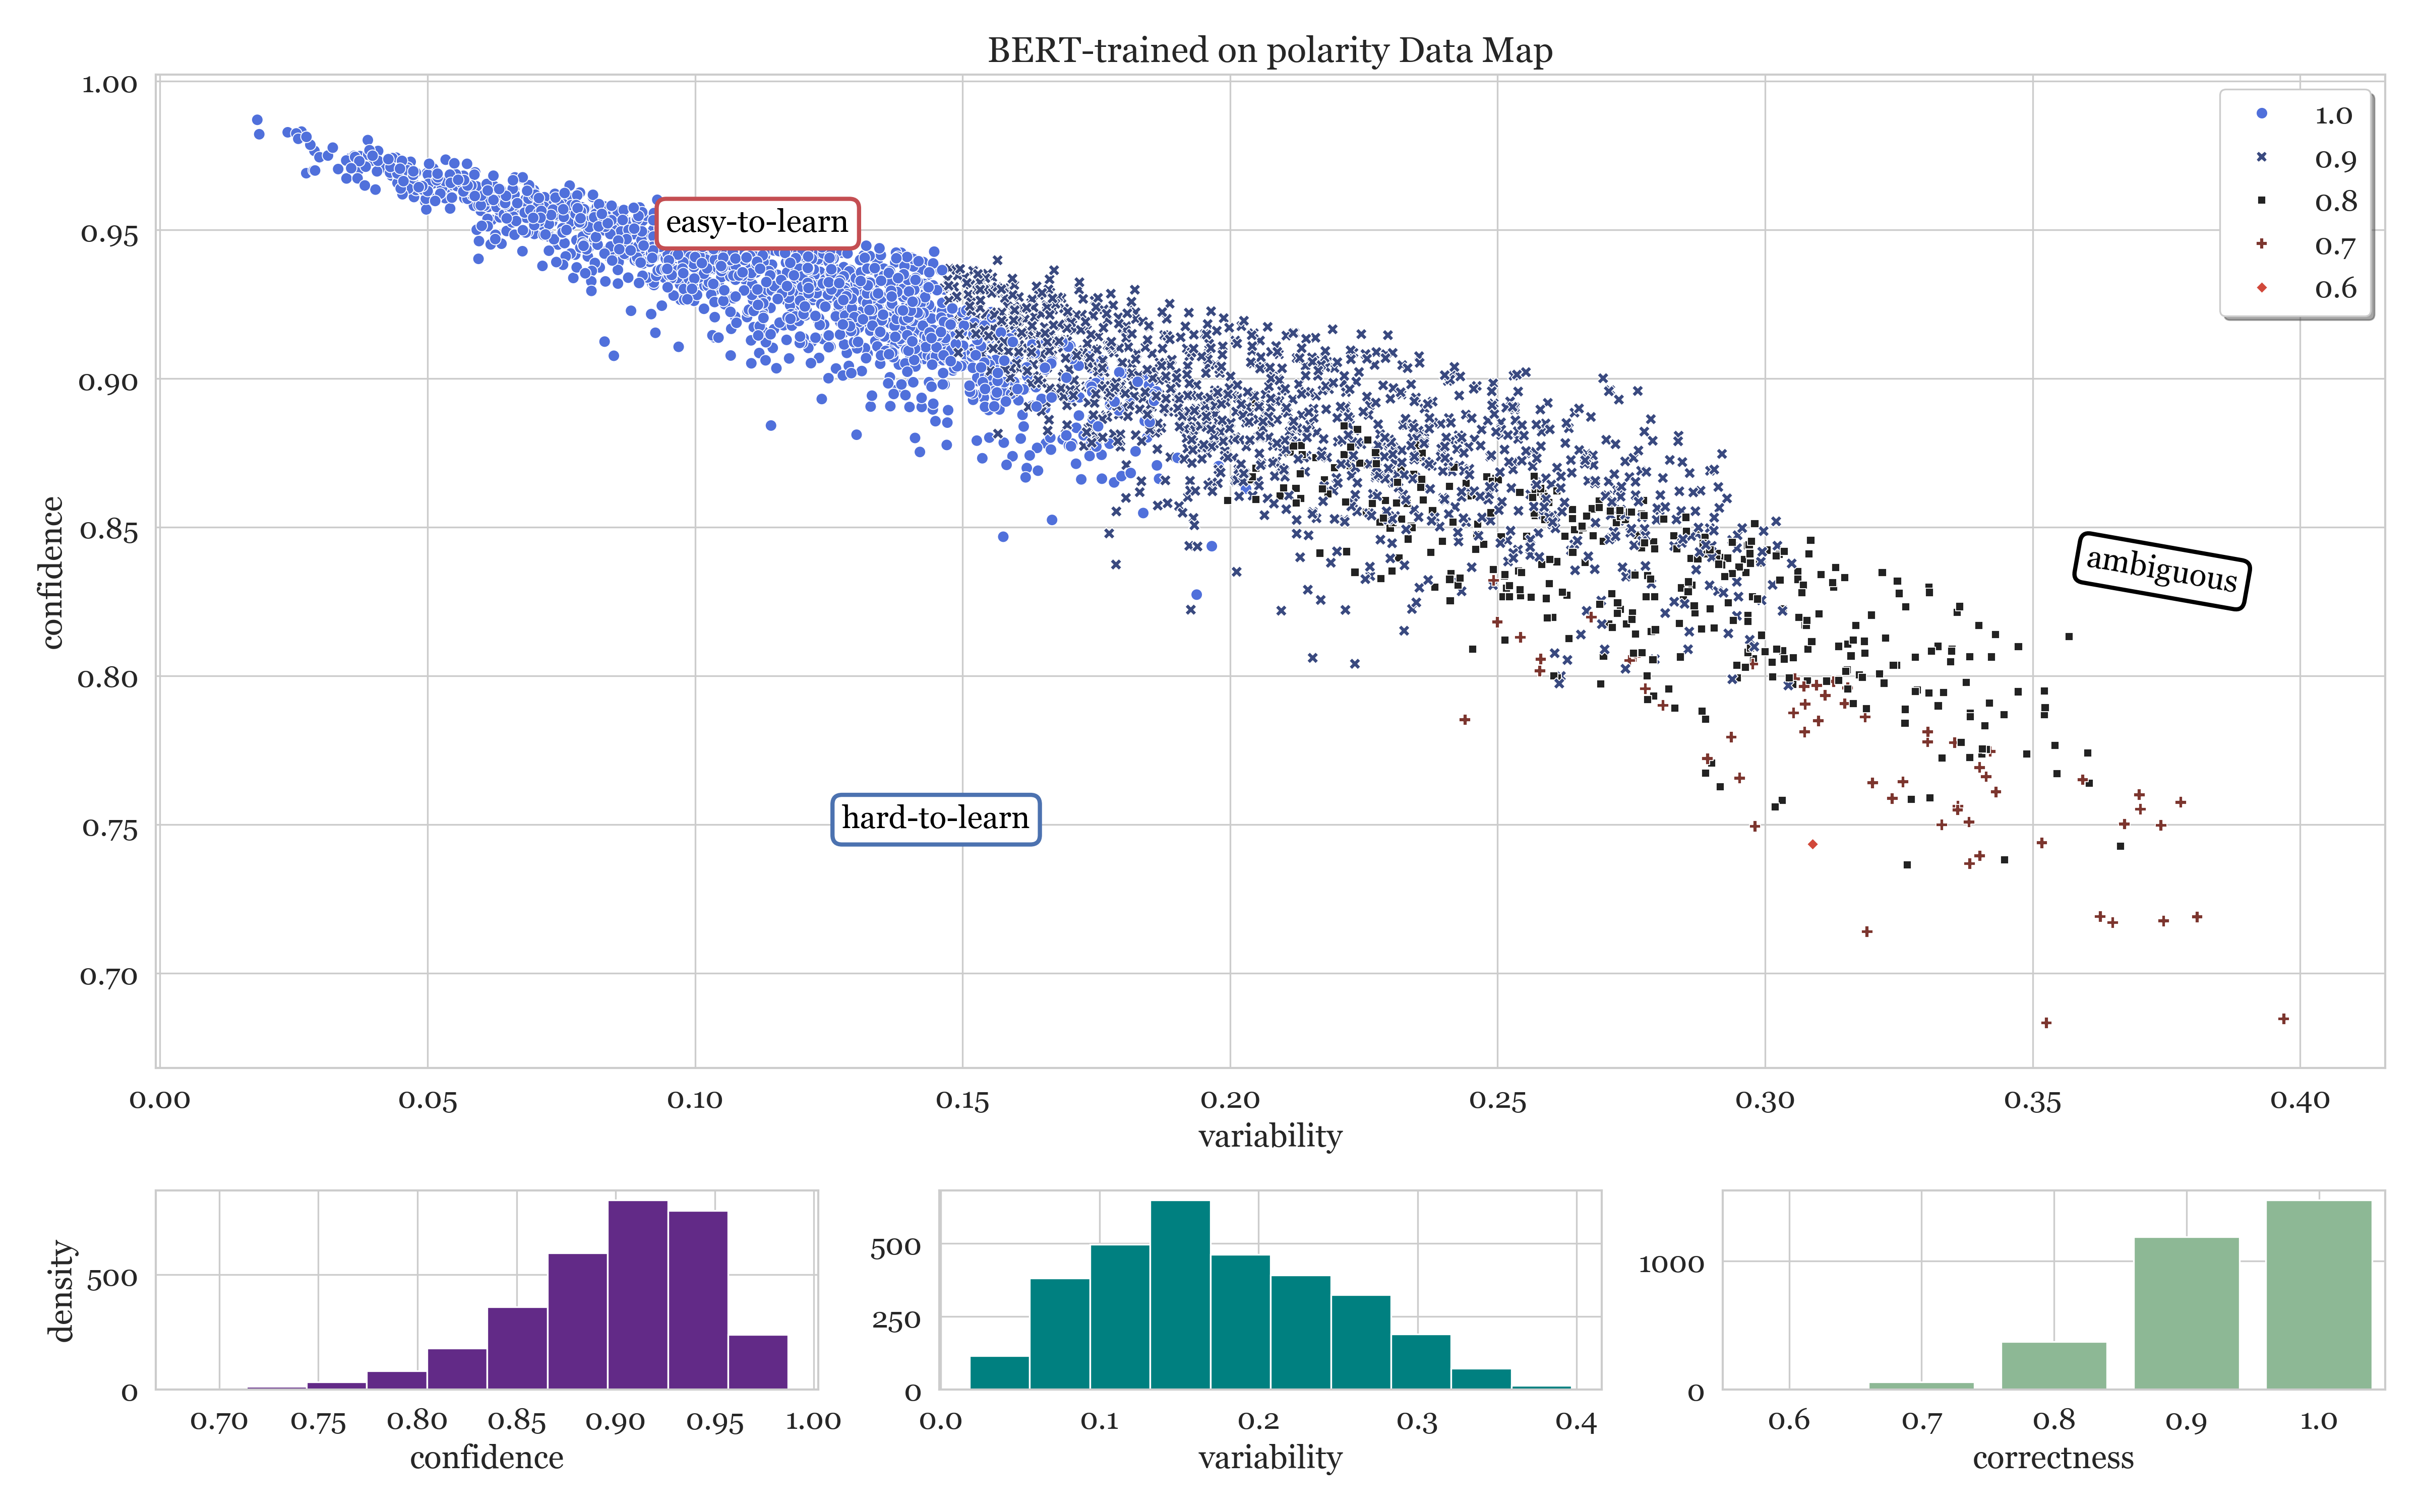 BERT-trained on polarity Data Map
1.00
0.95
0.90
0.85
0.80
0.75
0.70
confidence
easy-to-learn
ambiguous
hard-to-learn
1.0
0.9
0.8
0.7
0.6
0.00 0.05 0.10 0.15 0.20 0.25 0.30 0.35 0.40
variability
density
500
0
0.70 0.75 0.80 0.85 0.90 0.95 1.00
confidence
500
250
0
0.0 0.1 0.2 0.3 0.4
variability
1000
0
0.6 0.7 0.8 0.9 1.0
correctness